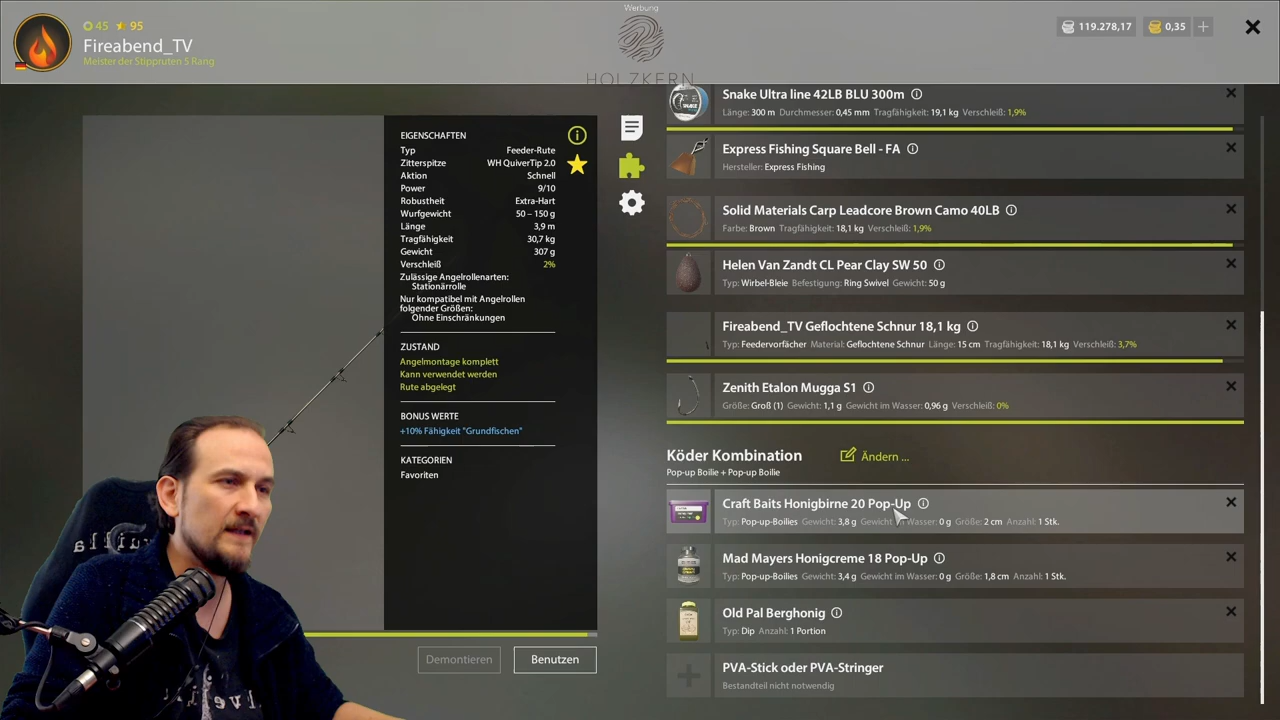 Werbung
45 95
Fireabend_TV
Meister der Stippruten 5 Rang
HOLZKERN
119.278,17
0,35
EIGENSCHAFTEN
Typ Feeder-Rute
Zitterspitze WH QuiverTip 2.0
Aktion Schnell
Power 9/10
Robustheit Extra-Hart
Wurfgewicht 50 – 150 g
Länge 3,9 m
Tragfähigkeit 30,7 kg
Gewicht 307 g
Verschleiß 2%
Zulässige Angelrollenarten:
Stationärrolle
Nur kompatibel mit Angelrollen
folgender Größen:
Ohne Einschränkungen
ZUSTAND
Angelmontage komplett
Kann verwendet werden
Rute abgelegt
BONUS WERTE
+10% Fähigkeit "Grundfischen"
KATEGORIEN
Favoriten
Demontieren
Benutzen
Snake Ultra line 42LB BLU 300m
Länge: 300 m Durchmesser: 0,45 mm Tragfähigkeit: 19,1 kg Verschleiß: 1,9%
Express Fishing Square Bell - FA
Hersteller: Express Fishing
Solid Materials Carp Leadcore Brown Camo 40LB
Farbe: Brown Tragfähigkeit: 18,1 kg Verschleiß: 1,9%
Helen Van Zandt CL Pear Clay SW 50
Typ: Wirbel-Bleie Befestigung: Ring Swivel Gewicht: 50 g
Fireabend_TV Geflochtene Schnur 18,1 kg
Typ: Feedervorfächer Material: Geflochtene Schnur Länge: 15 cm Tragfähigkeit: 18,1 kg Verschleiß: 3,7%
Zenith Etalon Mugga S1
Größe: Groß (1) Gewicht: 1,1 g Gewicht im Wasser: 0,96 g Verschleiß: 0%
Köder Kombination
Ändern ...
Pop-up Boilie + Pop-up Boilie
Craft Baits Honigbirne 20 Pop-Up
Typ: Pop-up-Boilies Gewicht: 3,8 g Gewicht im Wasser: 0 g Größe: 2 cm Anzahl: 1 Stk.
Mad Mayers Honigcreme 18 Pop-Up
Typ: Pop-up-Boilies Gewicht: 3,4 g Gewicht im Wasser: 0 g Größe: 1,8 cm Anzahl: 1 Stk.
Old Pal Berghonig
Typ: Dip Anzahl: 1 Portion
PVA-Stick oder PVA-Stringer
Bestandteil nicht notwendig